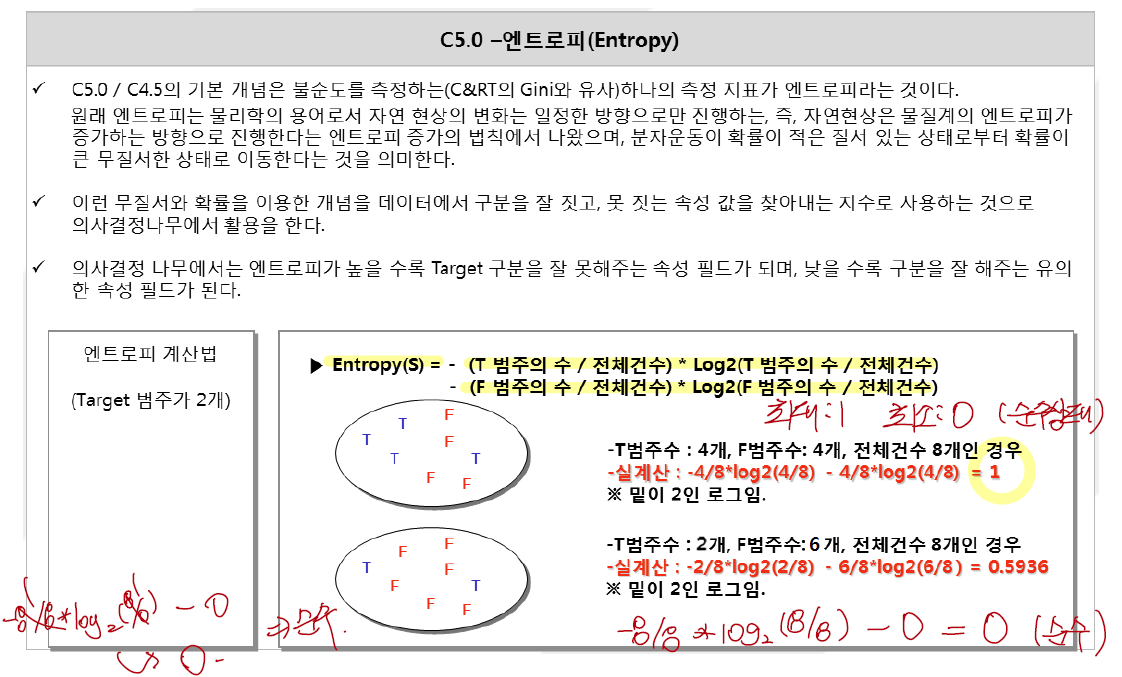 C5.0 –엔트로피(Entropy)
✓ C5.0 / C4.5의 기본 개념은 불순도를 측정하는(C&RT의 Gini와 유사)하나의 측정 지표가 엔트로피라는 것이다.
원래 엔트로피는 물리학의 용어로서 자연 현상의 변화는 일정한 방향으로만 진행하는, 즉, 자연현상은 물질계의 엔트로피가
증가하는 방향으로 진행한다는 엔트로피 증가의 법칙에서 나왔으며, 분자운동이 확률이 적은 질서 있는 상태로부터 확률이
큰 무질서한 상태로 이동한다는 것을 의미한다.
✓ 이런 무질서와 확률을 이용한 개념을 데이터에서 구분을 잘 짓고, 못 짓는 속성 값을 찾아내는 지수로 사용하는 것으로
의사결정나무에서 활용을 한다.
✓ 의사결정 나무에서는 엔트로피가 높을 수록 Target 구분을 잘 못해주는 속성 필드가 되며, 낮을 수록 구분을 잘 해주는 유의
한 속성 필드가 된다.
엔트로피 계산법
(Target 범주가 2개)
▶ Entropy(S) = - (T 범주의 수 / 전체건수) * Log2(T 범주의 수 / 전체건수)
- (F 범주의 수 / 전체건수) * Log2(F 범주의 수 / 전체건수)
최대:1 최소:0 (순수상태)
T F
T F
T T
F F
-T범주수 : 4개, F범주수: 4개, 전체건수 8개인 경우
-실계산 : -4/8*log2(4/8) - 4/8*log2(4/8) = 1
※ 밑이 2인 로그임.
F F
T F
F T
F F
-T범주수 : 2개, F범주수: 6개, 전체건수 8개인 경우
-실계산 : -2/8*log2(2/8) - 6/8*log2(6/8) = 0.5936
※ 밑이 2인 로그임.
-8/8*log2(8/8) - 0
→ 0
⇒ 순수.
-8/8 * log2 (8/8) - 0 = 0 (순수)